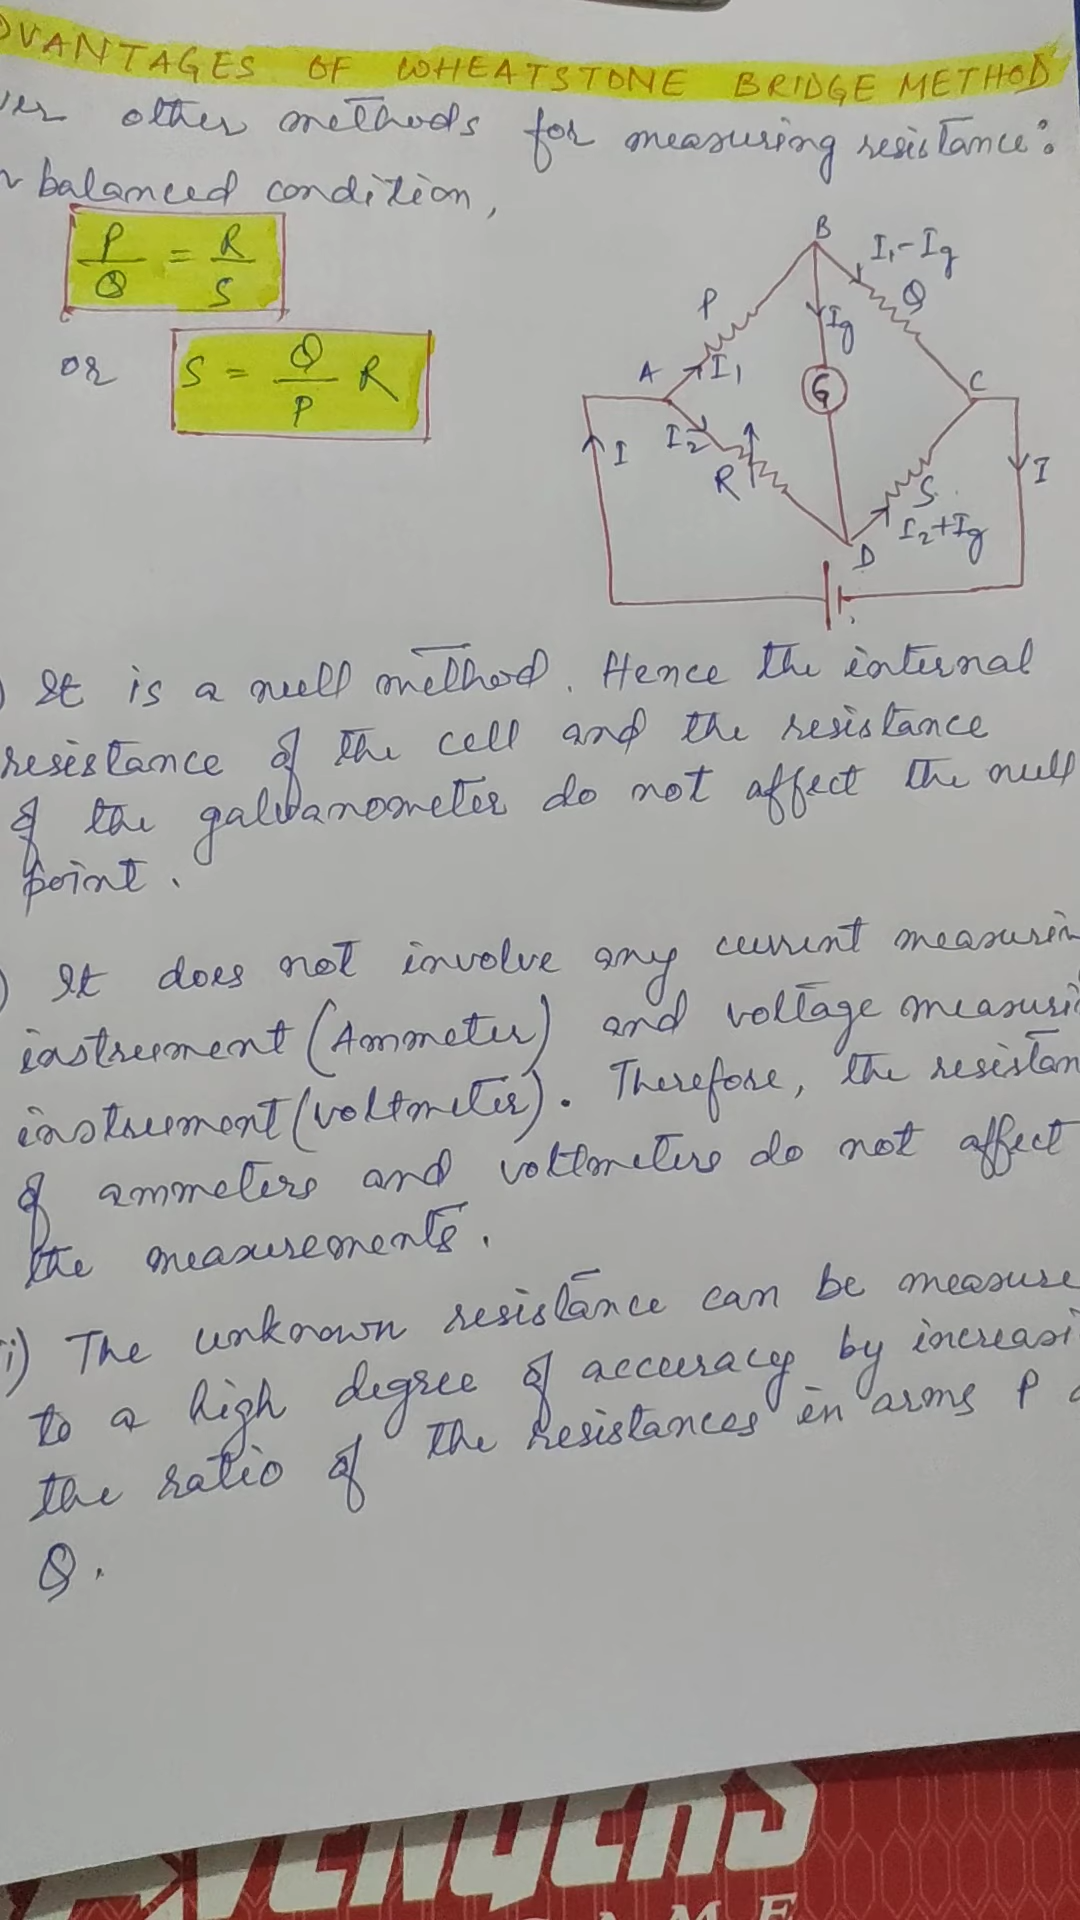 DVANTAGES OF WHEATSTONE BRIDGE METHOD
other methods for measuring resistance:
balanced condition,
P/Q = R/S
or S = Q/P R
B
I₁-Ig
P
Q
Ig
A
I₁
G
C
I₂
I
R
S
I
I₂+Ig
D
) It is a null method. Hence the internal
resistance of the cell and the resistance
of the galvanometer do not affect the null
point.
) It does not involve any current measurin
instrument (Ammeter) and voltage measuri
instrument (voltmeter). Therefore, the resistan
of ammeters and voltmeters do not affect
the measurements.
i) The unknown resistance can be measure
to a high degree of accuracy by increasi
the ratio of the resistances in arms P
Q.
AVENGERS
GAME